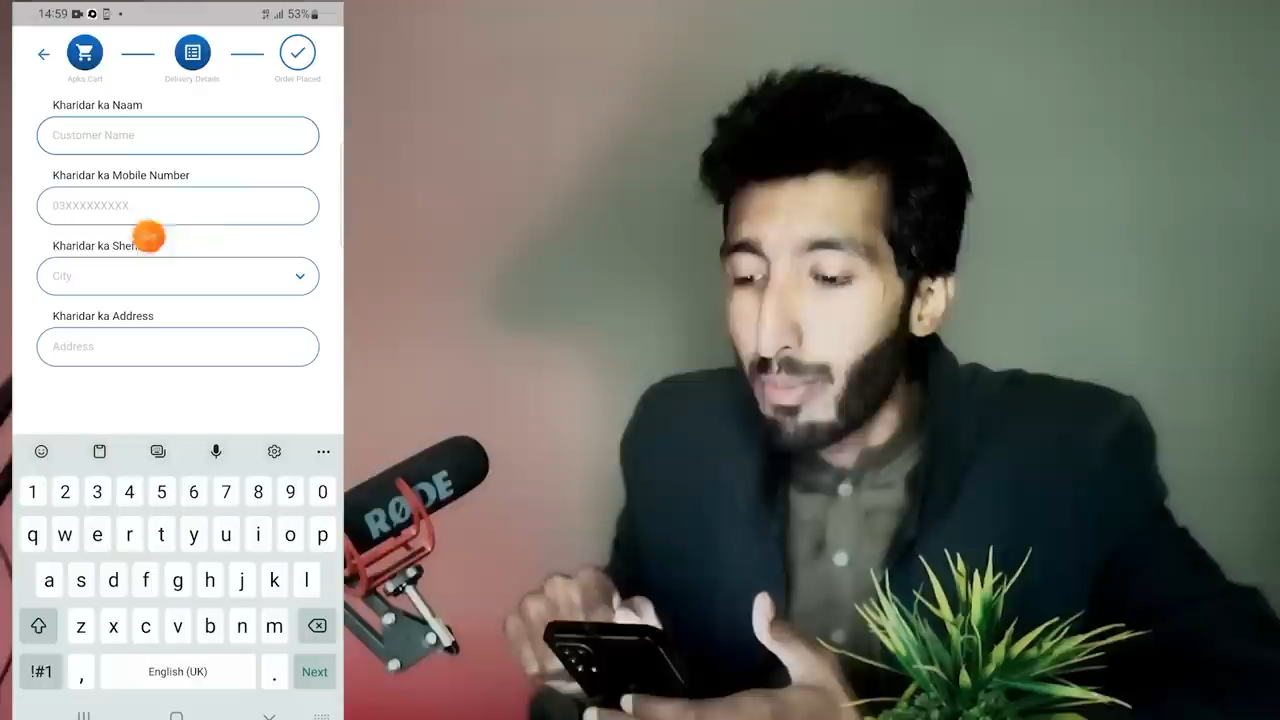 14:59 53%
Apka Cart Delivery Details Order Placed
Kharidar ka Naam
Customer Name
Kharidar ka Mobile Number
03XXXXXXXXX
Kharidar ka
City
Kharidar ka Address
Address
1 2 3 4 5 6 7 8 9 0
q w e r t y u i o p
a s d f g h j k l
z x c v b n m
!#1 , English (UK) . Next
RØDE